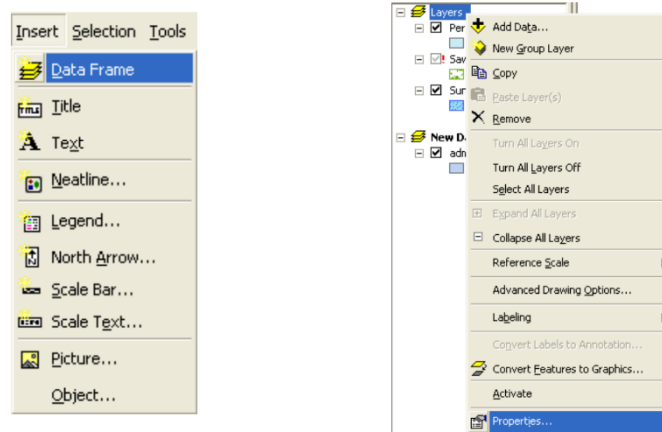 Insert Selection Tools
Data Frame
Title
Text
Neatline...
Legend...
North Arrow...
Scale Bar...
Scale Text...
Picture...
Object...
Layers
Per
Sav
Sur
New D
adn
Add Data...
New Group Layer
Copy
Paste Layer(s)
Remove
Turn All Layers On
Turn All Layers Off
Select All Layers
Expand All Layers
Collapse All Layers
Reference Scale
Advanced Drawing Options...
Labeling
Convert Labels to Annotation...
Convert Features to Graphics...
Activate
Properties...